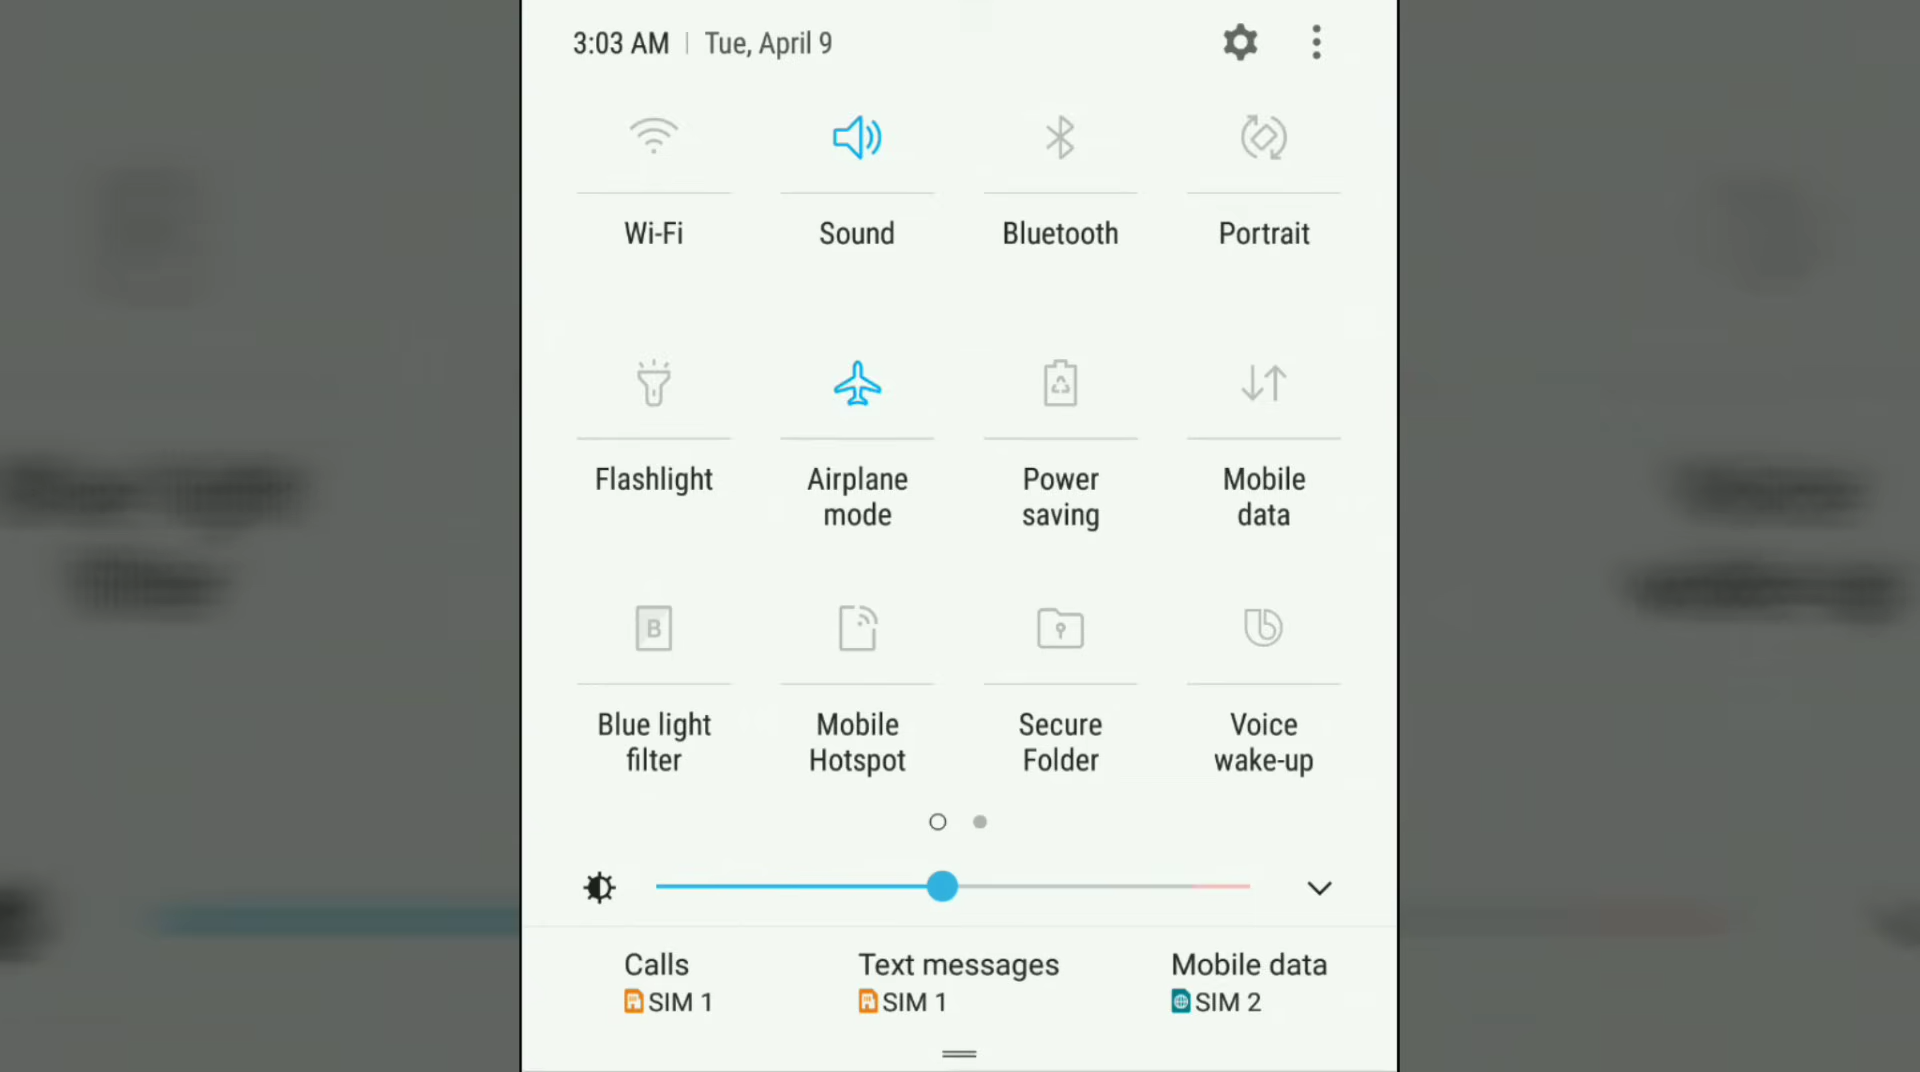 3:03 AM | Tue, April 9
Wi-Fi Sound Bluetooth Portrait
Flashlight Airplane mode Power saving Mobile data
B
Blue light filter Mobile Hotspot Secure Folder Voice wake-up
Calls Text messages Mobile data
SIM 1 SIM 1 SIM 2